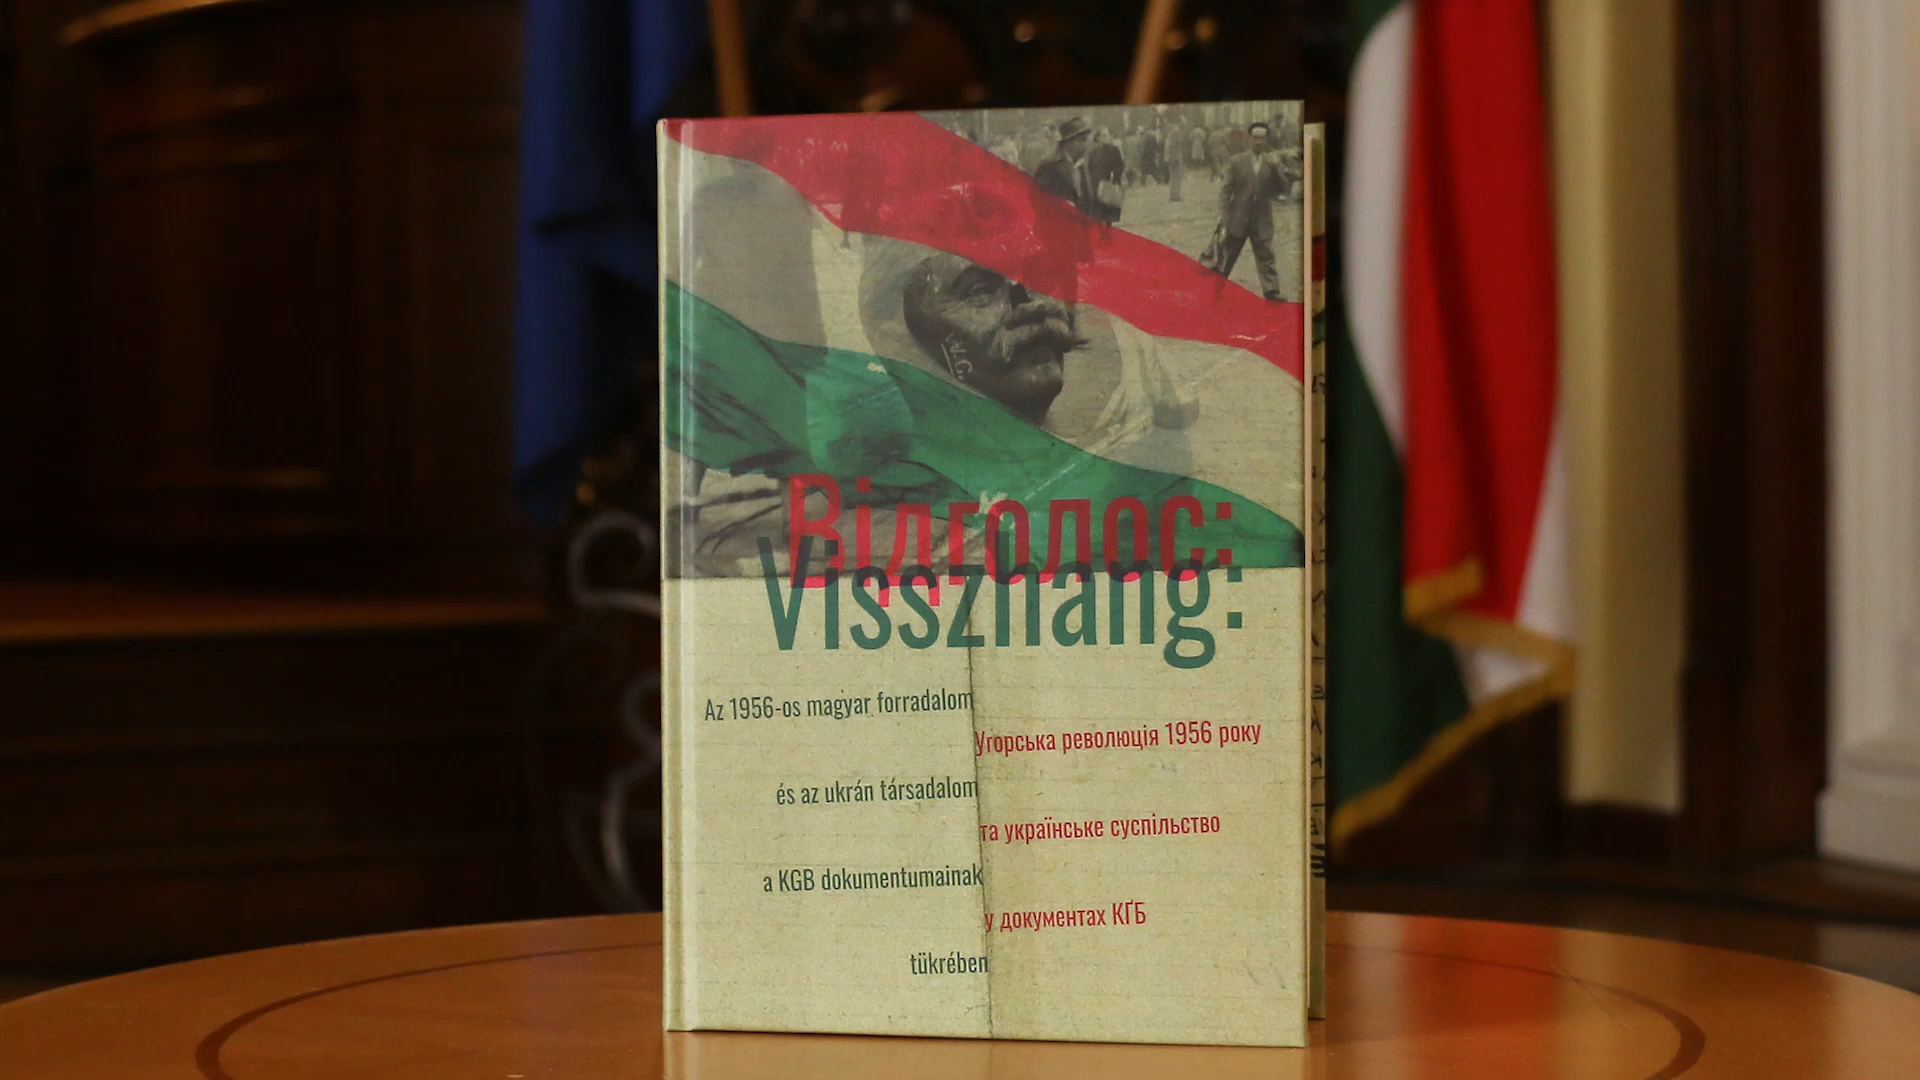 Відголос:
Visszhang:
Az 1956-os magyar forradalom
Угорська революція 1956 року
és az ukrán társadalom
та українське суспільство
a KGB dokumentumainak
у документах КҐБ
tükrében
W.C.